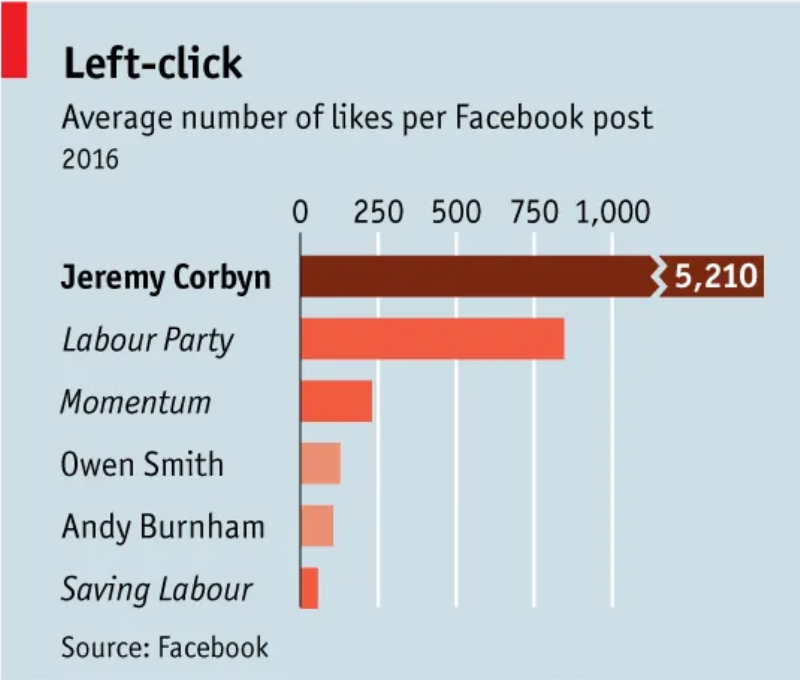 Left-click
Average number of likes per Facebook post
2016
0 250 500 750 1,000
Jeremy Corbyn 5,210
Labour Party
Momentum
Owen Smith
Andy Burnham
Saving Labour
Source: Facebook